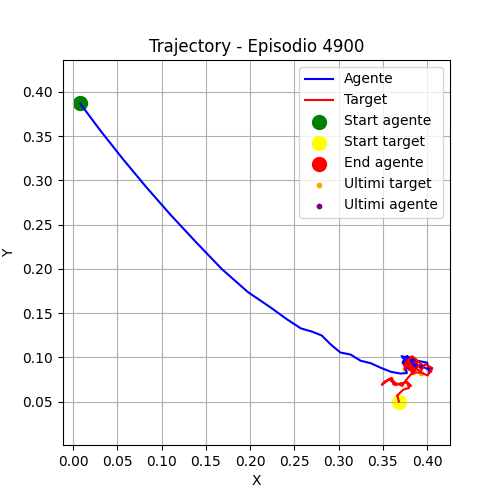 Trajectory - Episodio 4900
Agente
Target
Start agente
Start target
End agente
Ultimi target
Ultimi agente
0.40
0.35
0.30
0.25
0.20
0.15
0.10
0.05
Y
0.00 0.05 0.10 0.15 0.20 0.25 0.30 0.35 0.40
X